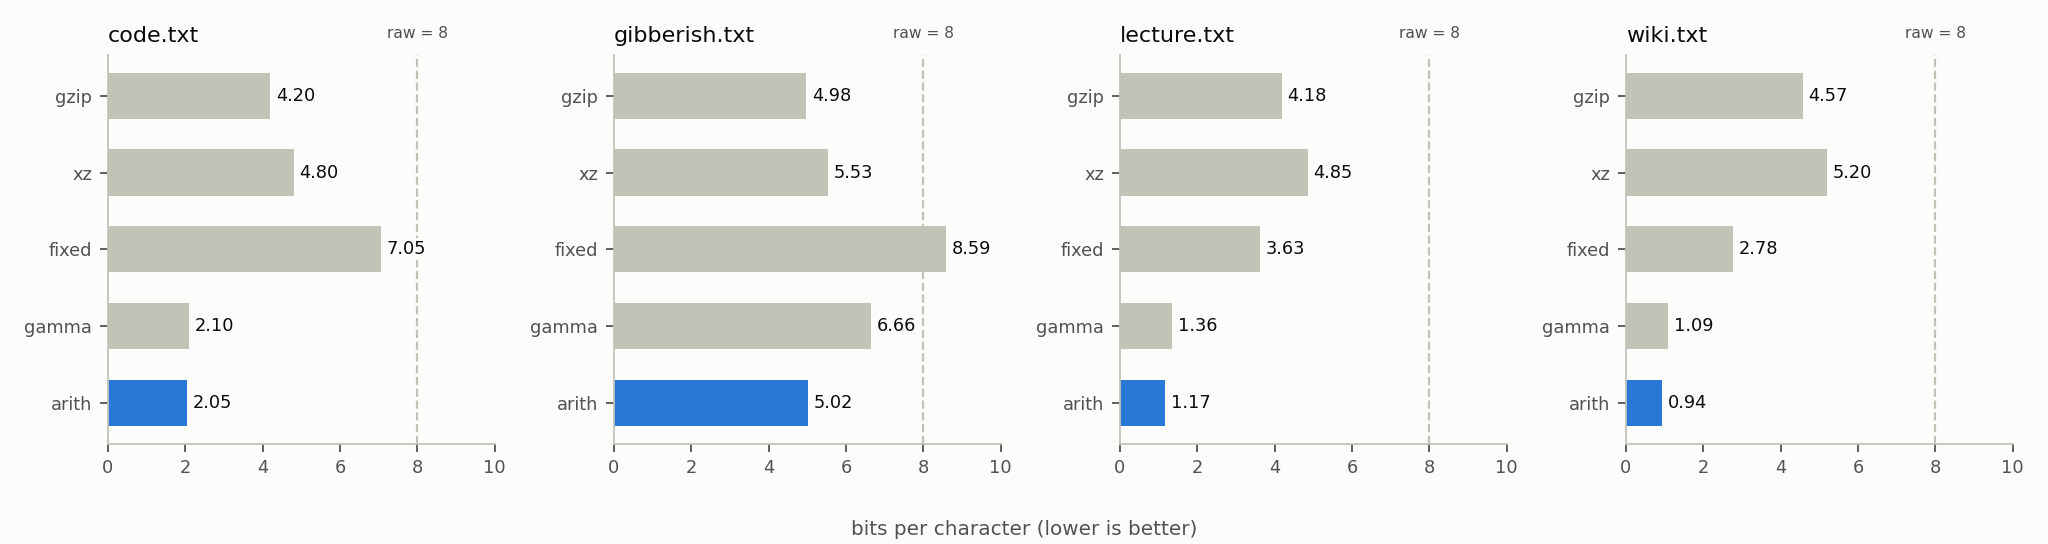 code.txt
raw = 8
gzip
4.20
xz
4.80
fixed
7.05
gamma
2.10
arith
2.05
0 2 4 6 8 10
gibberish.txt
raw = 8
gzip
4.98
xz
5.53
fixed
8.59
gamma
6.66
arith
5.02
0 2 4 6 8 10
lecture.txt
raw = 8
gzip
4.18
xz
4.85
fixed
3.63
gamma
1.36
arith
1.17
0 2 4 6 8 10
wiki.txt
raw = 8
gzip
4.57
xz
5.20
fixed
2.78
gamma
1.09
arith
0.94
0 2 4 6 8 10
bits per character (lower is better)